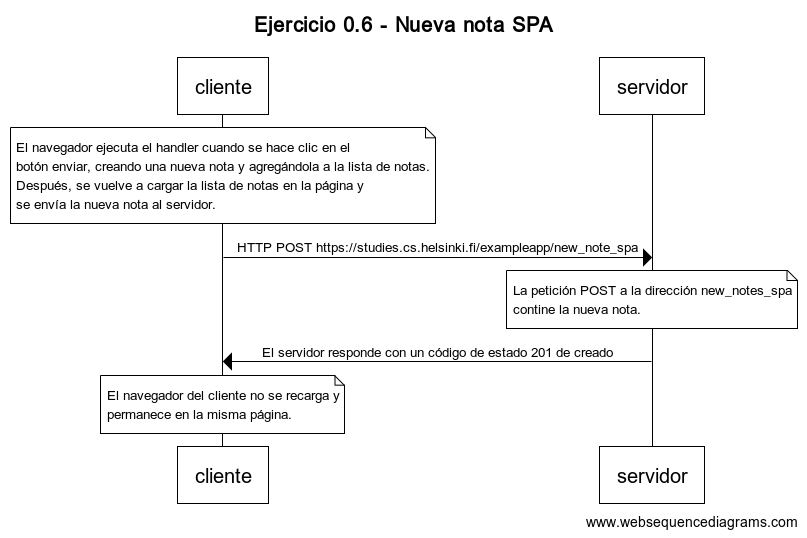 Ejercicio 0.6 - Nueva nota SPA
cliente
servidor
El navegador ejecuta el handler cuando se hace clic en el
botón enviar, creando una nueva nota y agregándola a la lista de notas.
Después, se vuelve a cargar la lista de notas en la página y
se envía la nueva nota al servidor.
HTTP POST https://studies.cs.helsinki.fi/exampleapp/new_note_spa
La petición POST a la dirección new_notes_spa
contine la nueva nota.
El servidor responde con un código de estado 201 de creado
El navegador del cliente no se recarga y
permanece en la misma página.
cliente
servidor
www.websequencediagrams.com